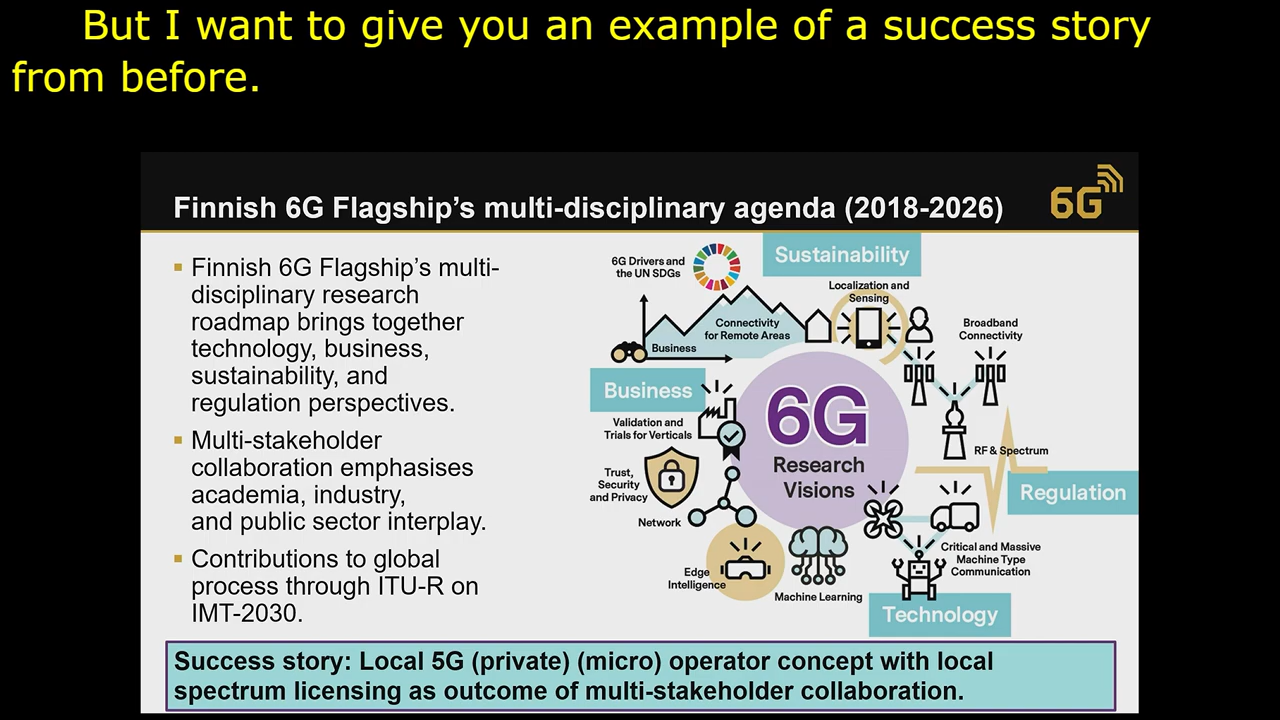 But I want to give you an example of a success story
from before.
Finnish 6G Flagship's multi-disciplinary agenda (2018-2026)
6G
▪ Finnish 6G Flagship's multi-
disciplinary research
roadmap brings together
technology, business,
sustainability, and
regulation perspectives.
▪ Multi-stakeholder
collaboration emphasises
academia, industry,
and public sector interplay.
▪ Contributions to global
process through ITU-R on
IMT-2030.
6G Drivers and
the UN SDGs
Sustainability
Localization and
Sensing
Connectivity
for Remote Areas
Business
Broadband
Connectivity
Business
6G
Research
Visions
Validation and
Trials for Verticals
RF & Spectrum
Trust,
Security
and Privacy
Regulation
Network
Critical and Massive
Machine Type
Communication
Edge
Intelligence
Machine Learning
Technology
Success story: Local 5G (private) (micro) operator concept with local
spectrum licensing as outcome of multi-stakeholder collaboration.